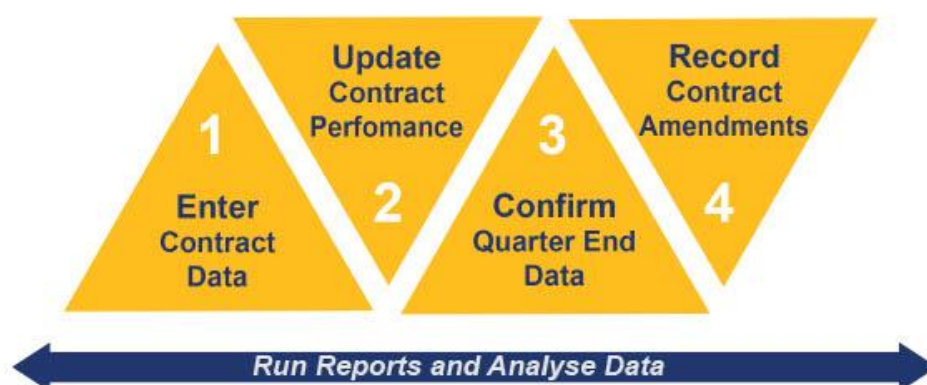 1
Enter
Contract
Data
Update
Contract
Perfomance
2
3
Confirm
Quarter End
Data
Record
Contract
Amendments
4
Run Reports and Analyse Data